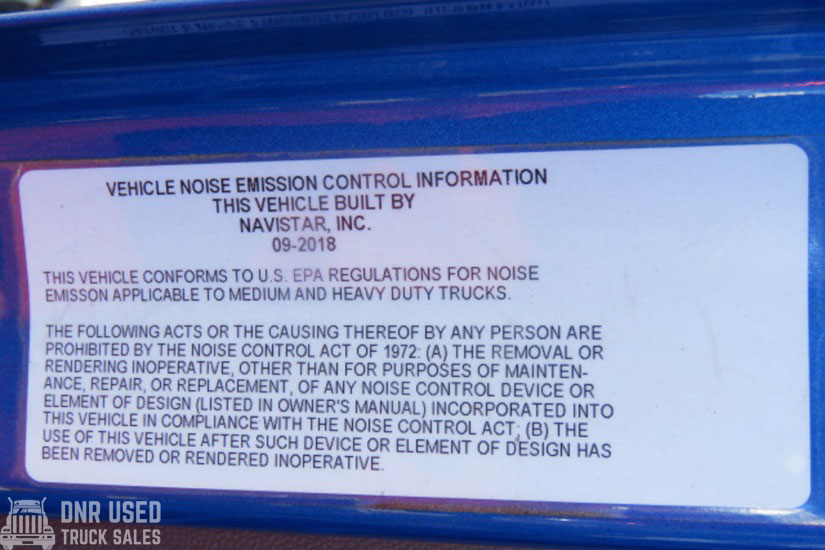 VEHICLE NOISE EMISSION CONTROL INFORMATION
THIS VEHICLE BUILT BY
NAVISTAR, INC.
09-2018
THIS VEHICLE CONFORMS TO U.S. EPA REGULATIONS FOR NOISE
EMISSON APPLICABLE TO MEDIUM AND HEAVY DUTY TRUCKS.
THE FOLLOWING ACTS OR THE CAUSING THEREOF BY ANY PERSON ARE
PROHIBITED BY THE NOISE CONTROL ACT OF 1972: (A) THE REMOVAL OR
RENDERING INOPERATIVE, OTHER THAN FOR PURPOSES OF MAINTEN-
ANCE, REPAIR, OR REPLACEMENT, OF ANY NOISE CONTROL DEVICE OR
ELEMENT OF DESIGN (LISTED IN OWNER'S MANUAL) INCORPORATED INTO
THIS VEHICLE IN COMPLIANCE WITH THE NOISE CONTROL ACT; (B) THE
USE OF THIS VEHICLE AFTER SUCH DEVICE OR ELEMENT OF DESIGN HAS
BEEN REMOVED OR RENDERED INOPERATIVE.
DNR USED
TRUCK SALES